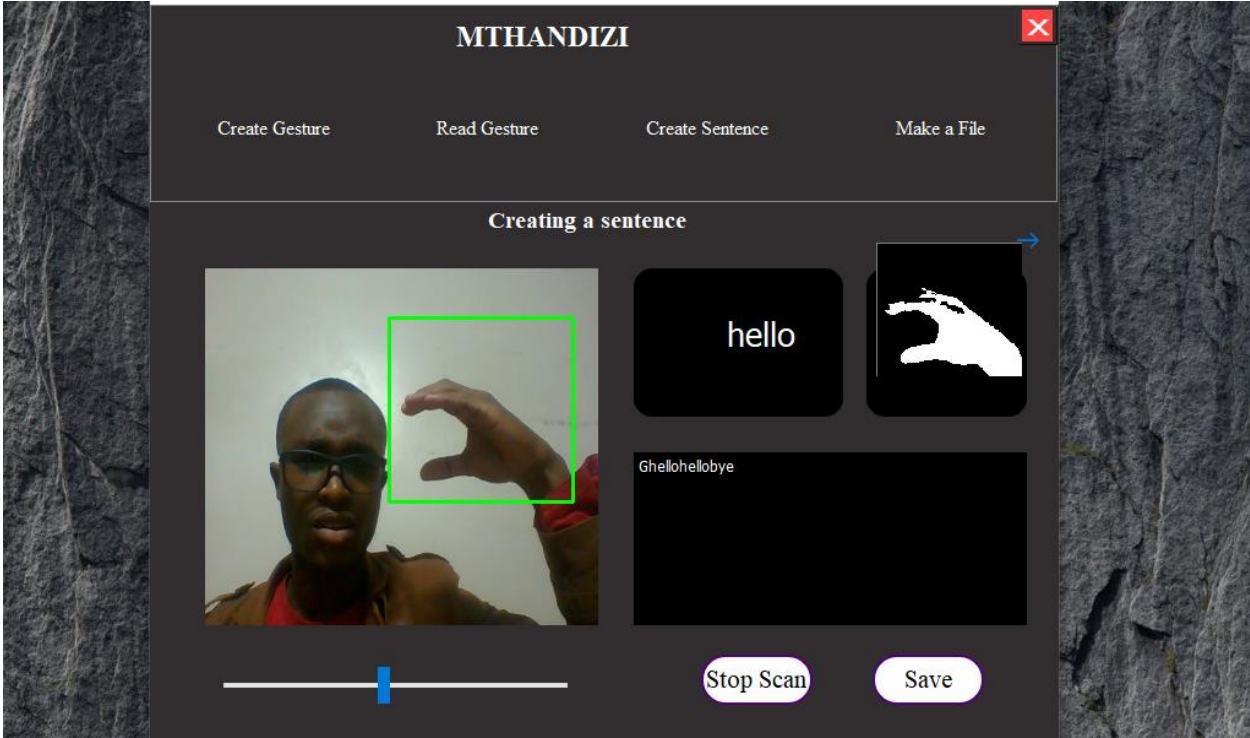 MTHANDIZI
Create Gesture Read Gesture Create Sentence Make a File
Creating a sentence
hello
Ghellohellobye
Stop Scan Save